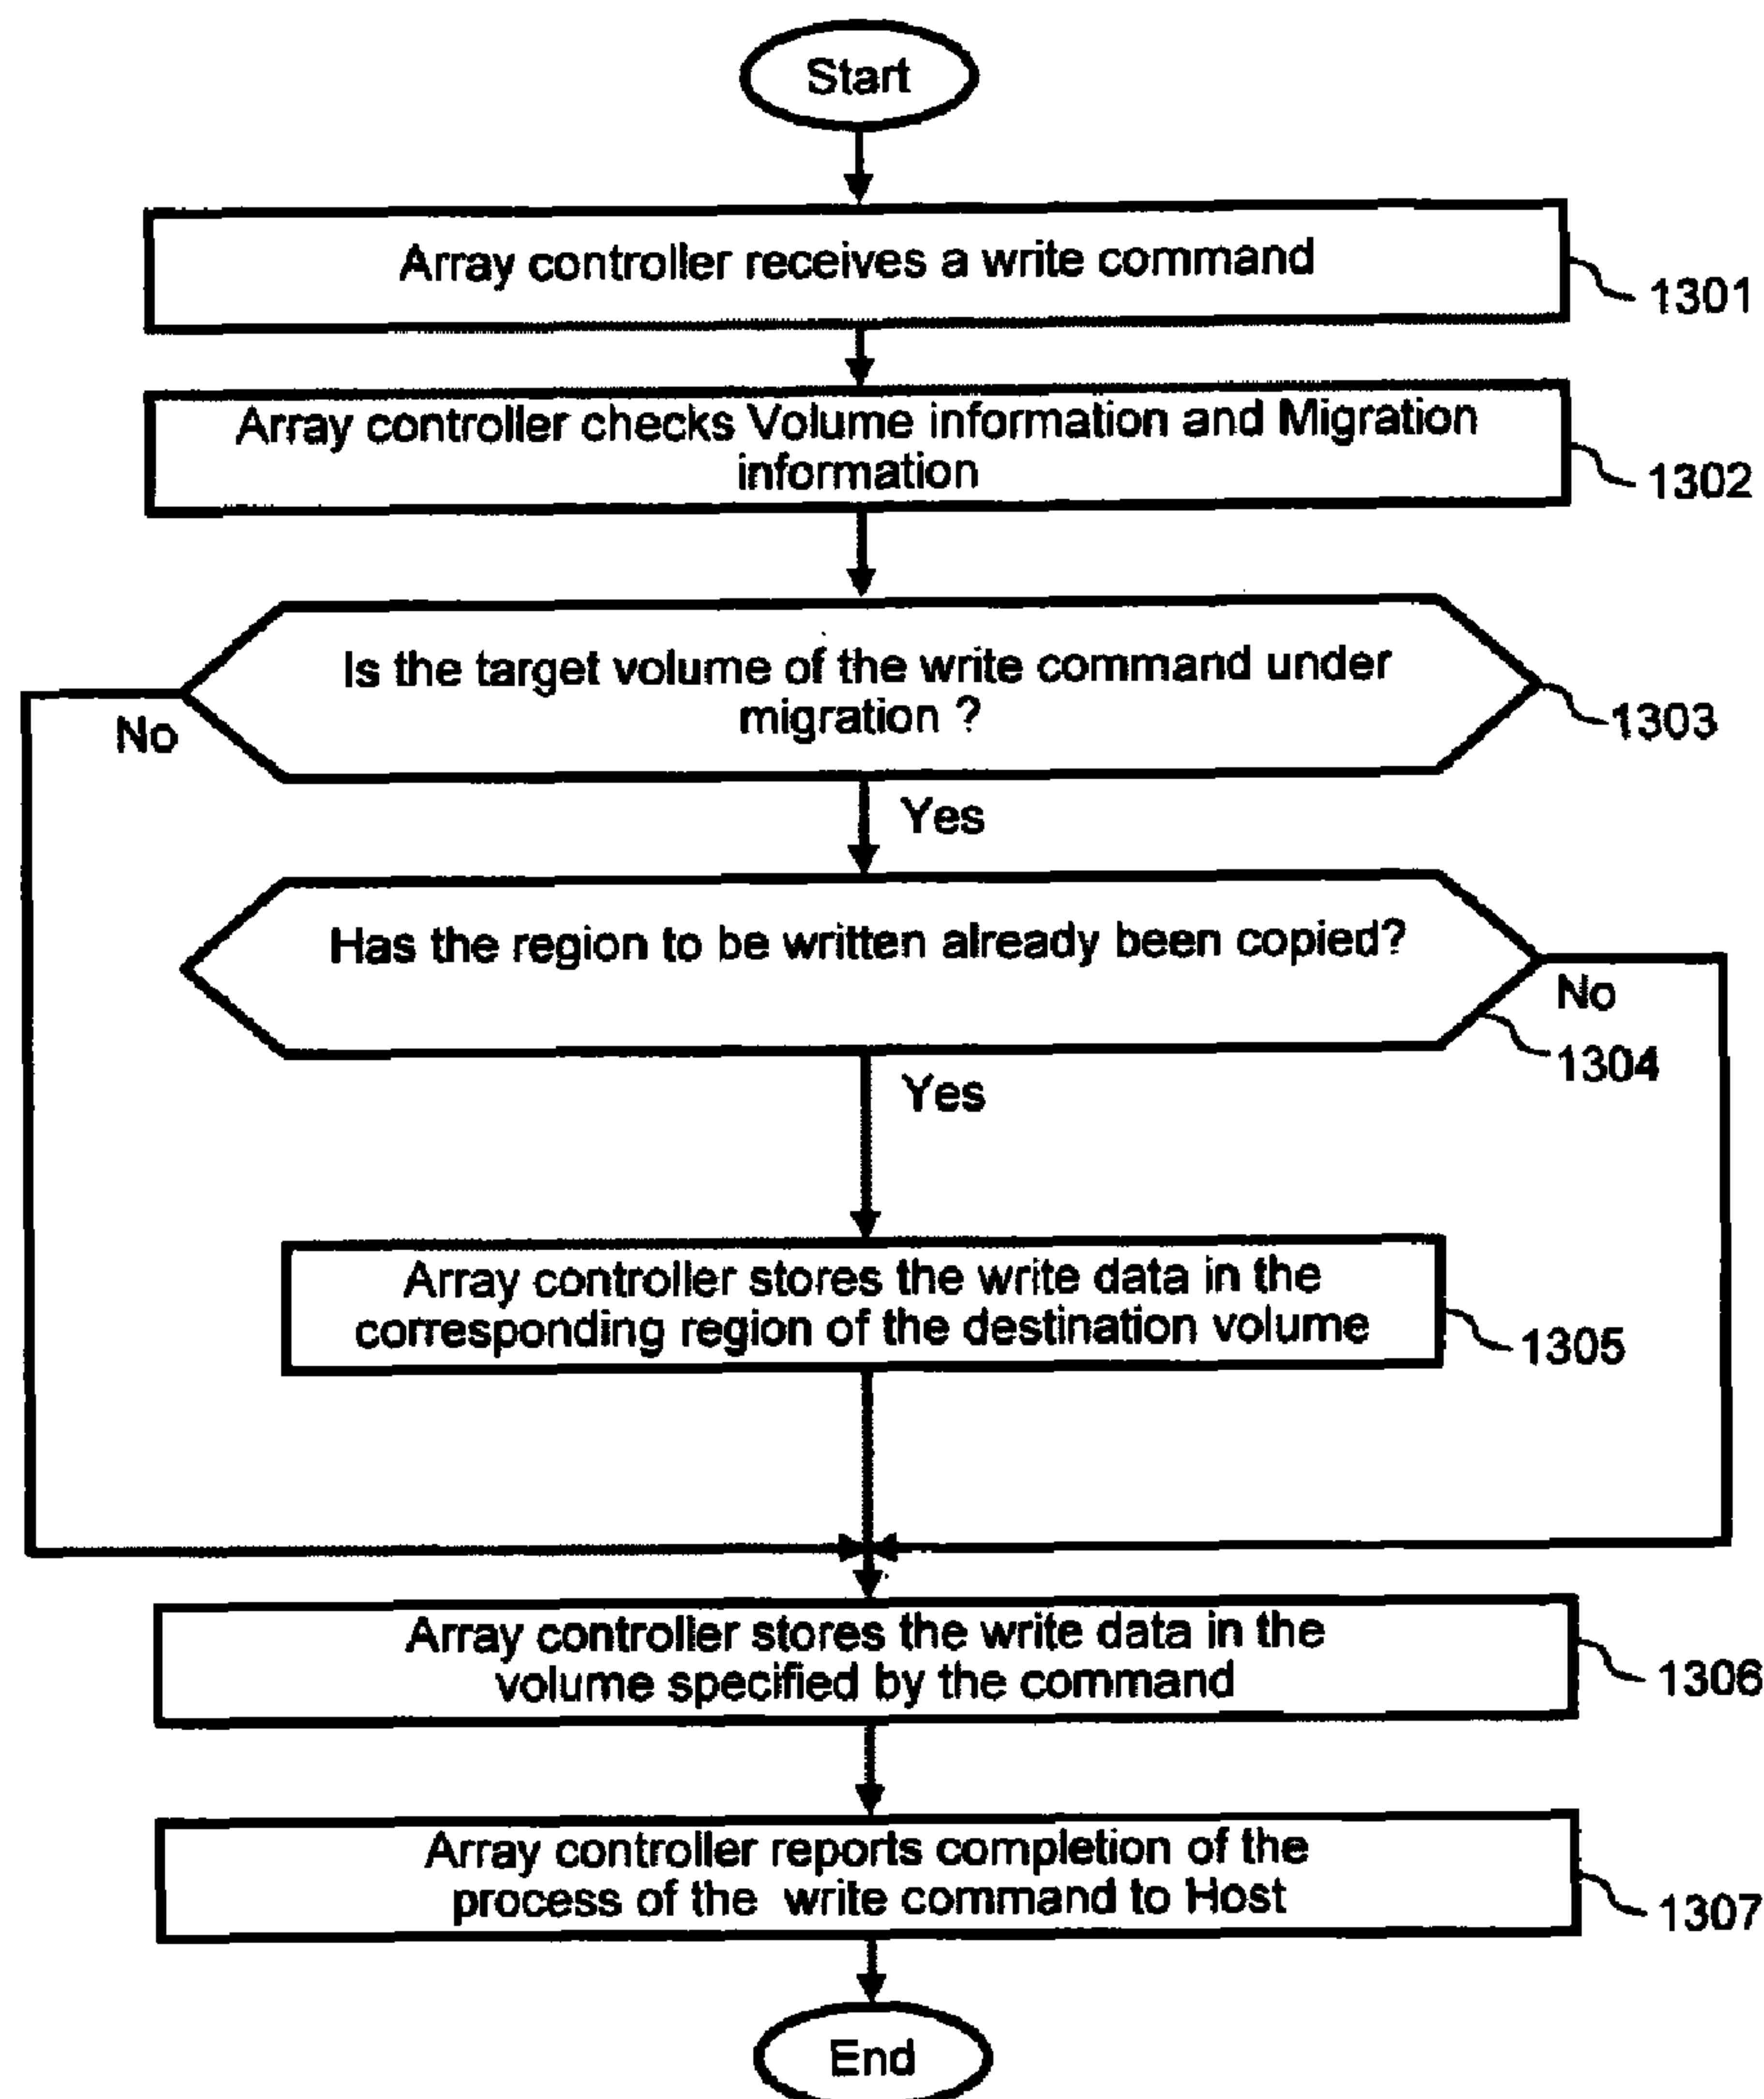 Start
Array controller receives a write command
1301
Array controller checks Volume information and Migration
information
1302
Is the target volume of the write command under
migration ?
1303
No
Yes
Has the region to be written already been copied?
No
1304
Yes
Array controller stores the write data in the
corresponding region of the destination volume
1305
Array controller stores the write data in the
volume specified by the command
1306
Array controller reports completion of the
process of the write command to Host
1307
End